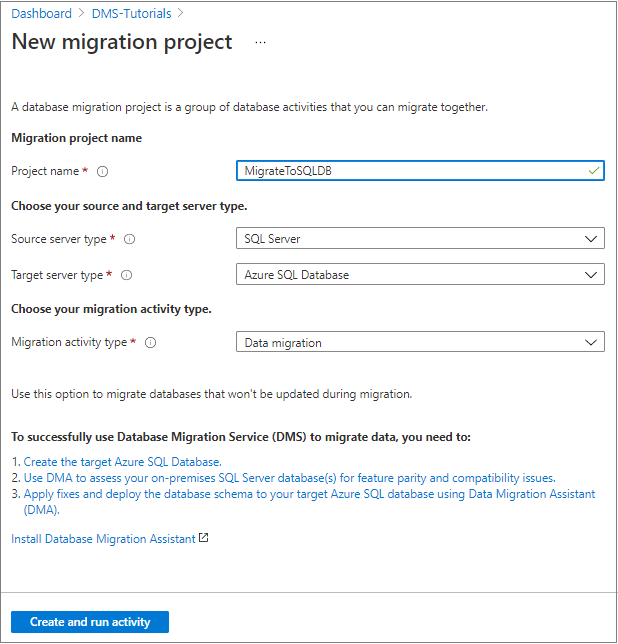 Dashboard > DMS-Tutorials >
New migration project ...
A database migration project is a group of database activities that you can migrate together.
Migration project name
Project name * MigrateToSQLDB
Choose your source and target server type.
Source server type * SQL Server
Target server type * Azure SQL Database
Choose your migration activity type.
Migration activity type * Data migration
Use this option to migrate databases that won't be updated during migration.
To successfully use Database Migration Service (DMS) to migrate data, you need to:
1. Create the target Azure SQL Database.
2. Use DMA to assess your on-premises SQL Server database(s) for feature parity and compatibility issues.
3. Apply fixes and deploy the database schema to your target Azure SQL database using Data Migration Assistant
(DMA).
Install Database Migration Assistant
Create and run activity